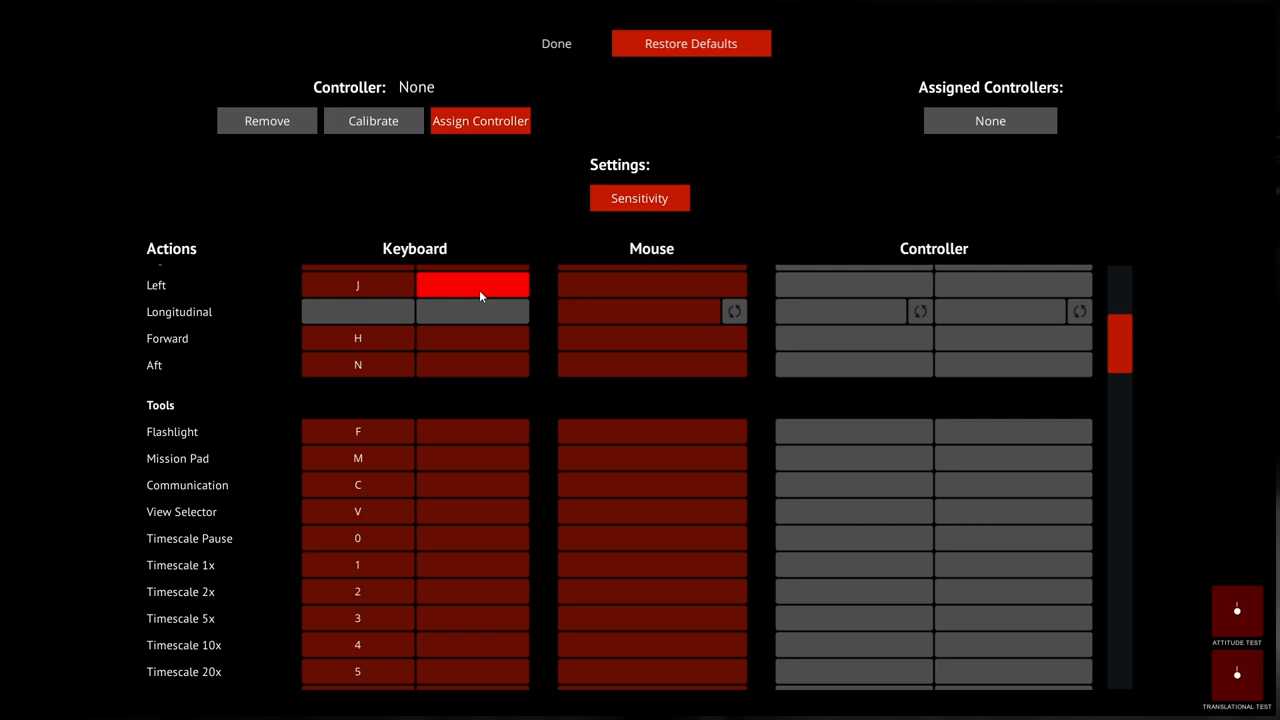 Done Restore Defaults
Controller: None Assigned Controllers:
Remove Calibrate Assign Controller None
Settings:
Sensitivity
Actions Keyboard Mouse Controller
Left J
Longitudinal
Forward H
Aft N
Tools
Flashlight F
Mission Pad M
Communication C
View Selector V
Timescale Pause 0
Timescale 1x 1
Timescale 2x 2
Timescale 5x 3
Timescale 10x 4
Timescale 20x 5
ATTITUDE TEST
TRANSLATIONAL TEST